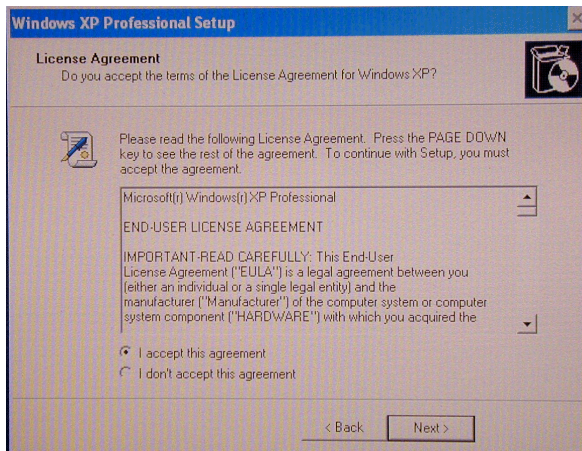 Windows XP Professional Setup
License Agreement
Do you accept the terms of the License Agreement for Windows XP?
Please read the following License Agreement. Press the PAGE DOWN
key to see the rest of the agreement. To continue with Setup, you must
accept the agreement.
Microsoft(r) Windows(r) XP Professional
END-USER LICENSE AGREEMENT
IMPORTANT-READ CAREFULLY: This End-User
License Agreement ("EULA") is a legal agreement between you
(either an individual or a single legal entity) and the
manufacturer ("Manufacturer") of the computer system or computer
system component ("HARDWARE") with which you acquired the
I accept this agreement
I don't accept this agreement
< Back
Next >